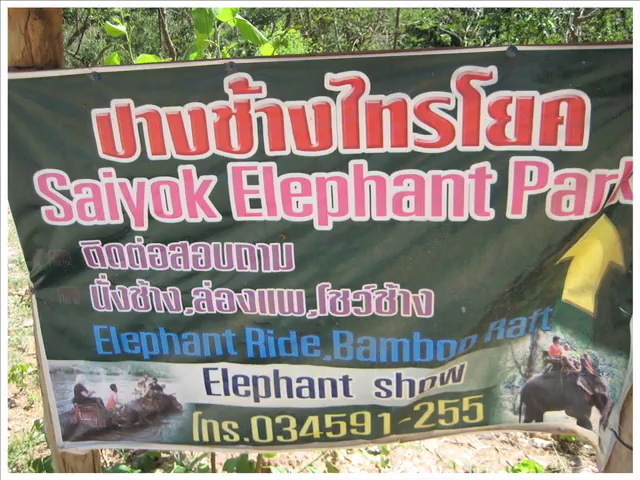 ปางช้างไทรโยค
Saiyok Elephant Park
ติดต่อสอบถาม
นั่งช้าง,ล่องแพ,โชว์ช้าง
Elephant Ride,Bamboo Raft
Elephant show
โทร.034591-255